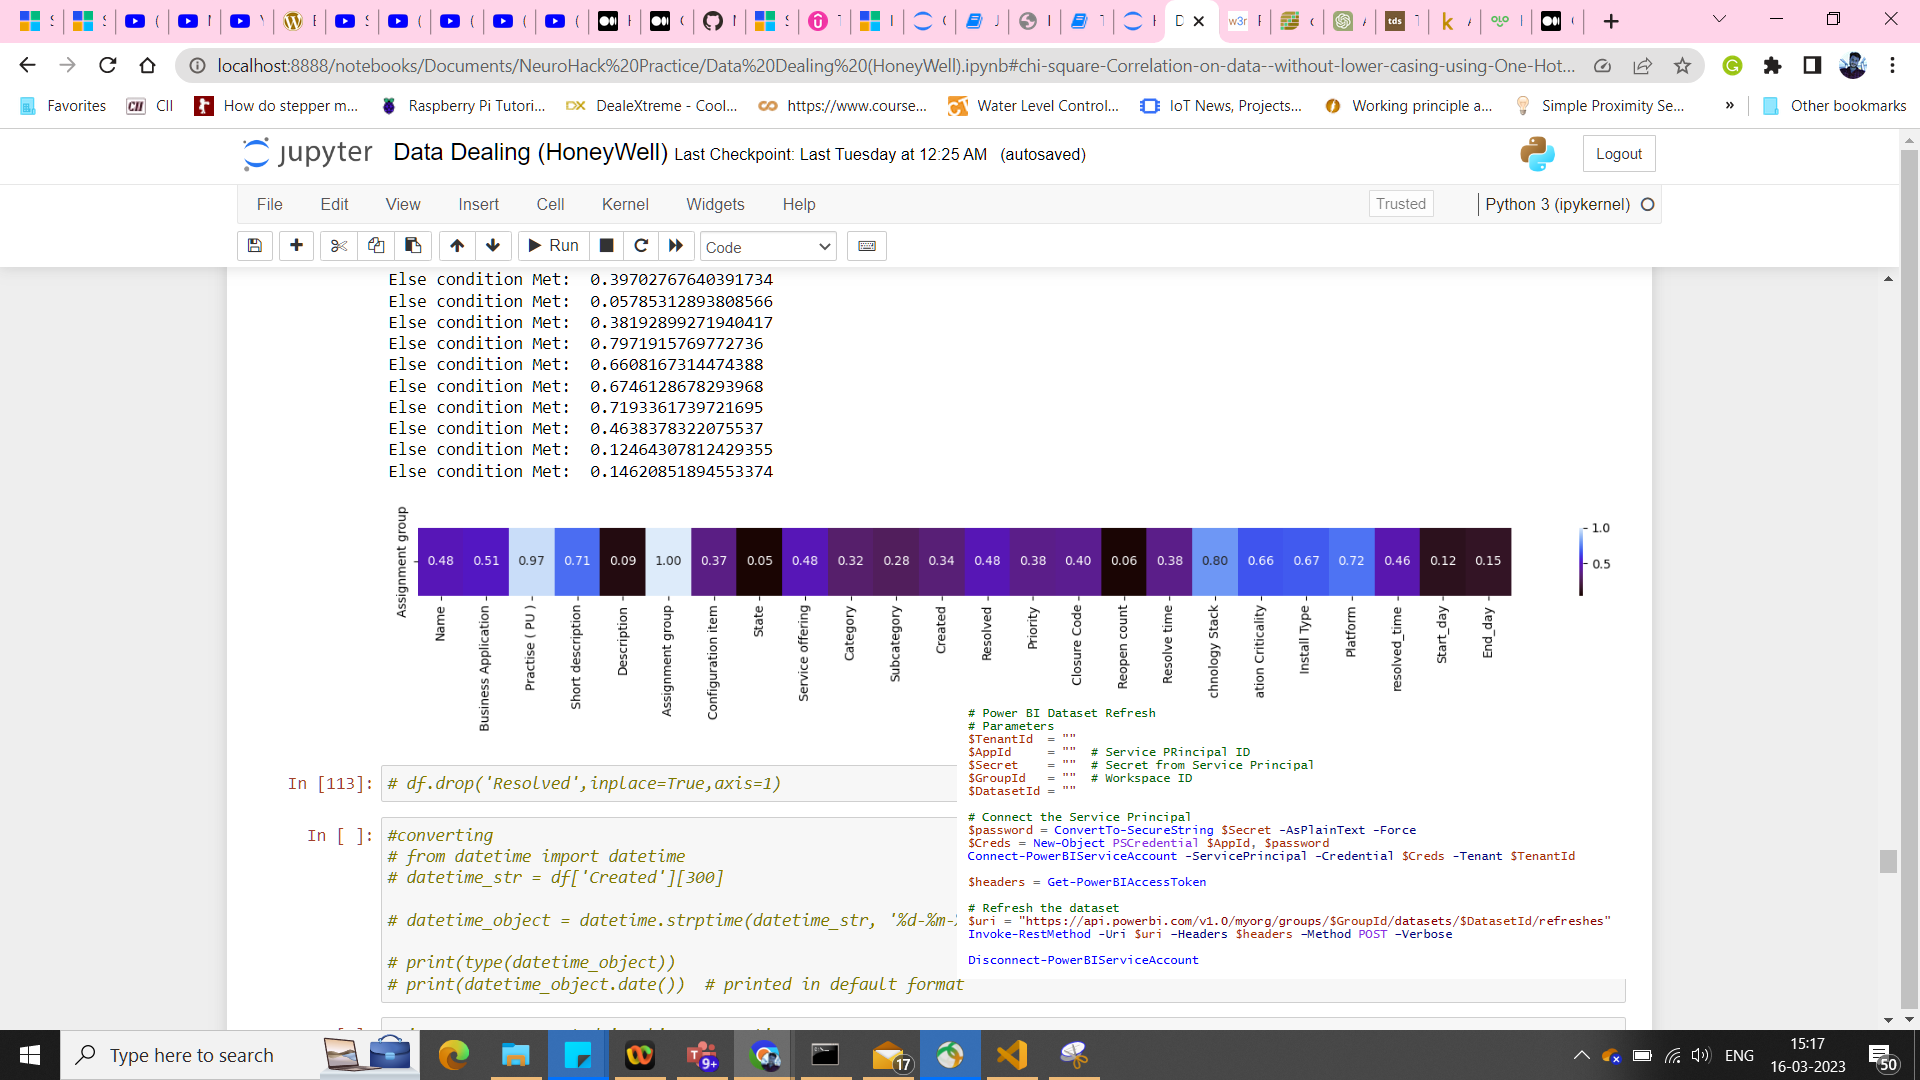 localhost:8888/notebooks/Documents/NeuroHack%20Practice/Data%20Dealing%20(HoneyWell).ipynb#chi-square-Correlation-on-data--without-lower-casing-using-One-Hot...
Favorites CII How do stepper m... Raspberry Pi Tutori... DX DealeXtreme - Cool... https://www.course... Water Level Control... IoT News, Projects... Working principle a... Simple Proximity Se... » Other bookmarks
jupyter Data Dealing (HoneyWell) Last Checkpoint: Last Tuesday at 12:25 AM (autosaved) Logout
File Edit View Insert Cell Kernel Widgets Help Trusted Python 3 (ipykernel)
Run Code
Else condition Met:  0.39702767640391734
Else condition Met:  0.05785312893808566
Else condition Met:  0.38192899271940417
Else condition Met:  0.7971915769772736
Else condition Met:  0.6608167314474388
Else condition Met:  0.6746128678293968
Else condition Met:  0.7193361739721695
Else condition Met:  0.4638378322075537
Else condition Met:  0.12464307812429355
Else condition Met:  0.14620851894553374
Assignment group
0.48 0.51 0.97 0.71 0.09 1.00 0.37 0.05 0.48 0.32 0.28 0.34 0.48 0.38 0.40 0.06 0.38 0.80 0.66 0.67 0.72 0.46 0.12 0.15
1.0
0.5
Name
Business Application
Practise ( PU )
Short description
Description
Assignment group
Configuration item
State
Service offering
Category
Subcategory
Created
Resolved
Priority
Closure Code
Reopen count
Resolve time
chnology Stack
ation Criticality
Install Type
Platform
resolved_time
Start_day
End_day
In [113]: # df.drop('Resolved',inplace=True,axis=1)
In [ ]: #converting
# from datetime import datetime
# datetime_str = df['Created'][300]
# datetime_object = datetime.strptime(datetime_str, '%d-%m-%
# print(type(datetime_object))
# print(datetime_object.date())  # printed in default format
# Power BI Dataset Refresh
# Parameters
$TenantId  = ""
$AppId     = ""  # Service PRincipal ID
$Secret    = ""  # Secret from Service Principal
$GroupId   = ""  # Workspace ID
$DatasetId = ""
# Connect the Service Principal
$password = ConvertTo-SecureString $Secret -AsPlainText -Force
$Creds = New-Object PSCredential $AppId, $password
Connect-PowerBIServiceAccount -ServicePrincipal -Credential $Creds -Tenant $TenantId
$headers = Get-PowerBIAccessToken
# Refresh the dataset
$uri = "https://api.powerbi.com/v1.0/myorg/groups/$GroupId/datasets/$DatasetId/refreshes"
Invoke-RestMethod -Uri $uri -Headers $headers -Method POST -Verbose
Disconnect-PowerBIServiceAccount
Type here to search 9+ 17 ENG 15:17
16-03-2023 50